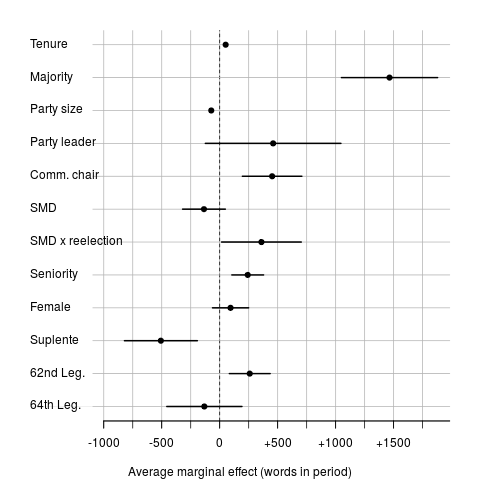 Tenure
Majority
Party size
Party leader
Comm. chair
SMD
SMD x reelection
Seniority
Female
Suplente
62nd Leg.
64th Leg.
-1000 -500 0 +500 +1000 +1500
Average marginal effect (words in period)